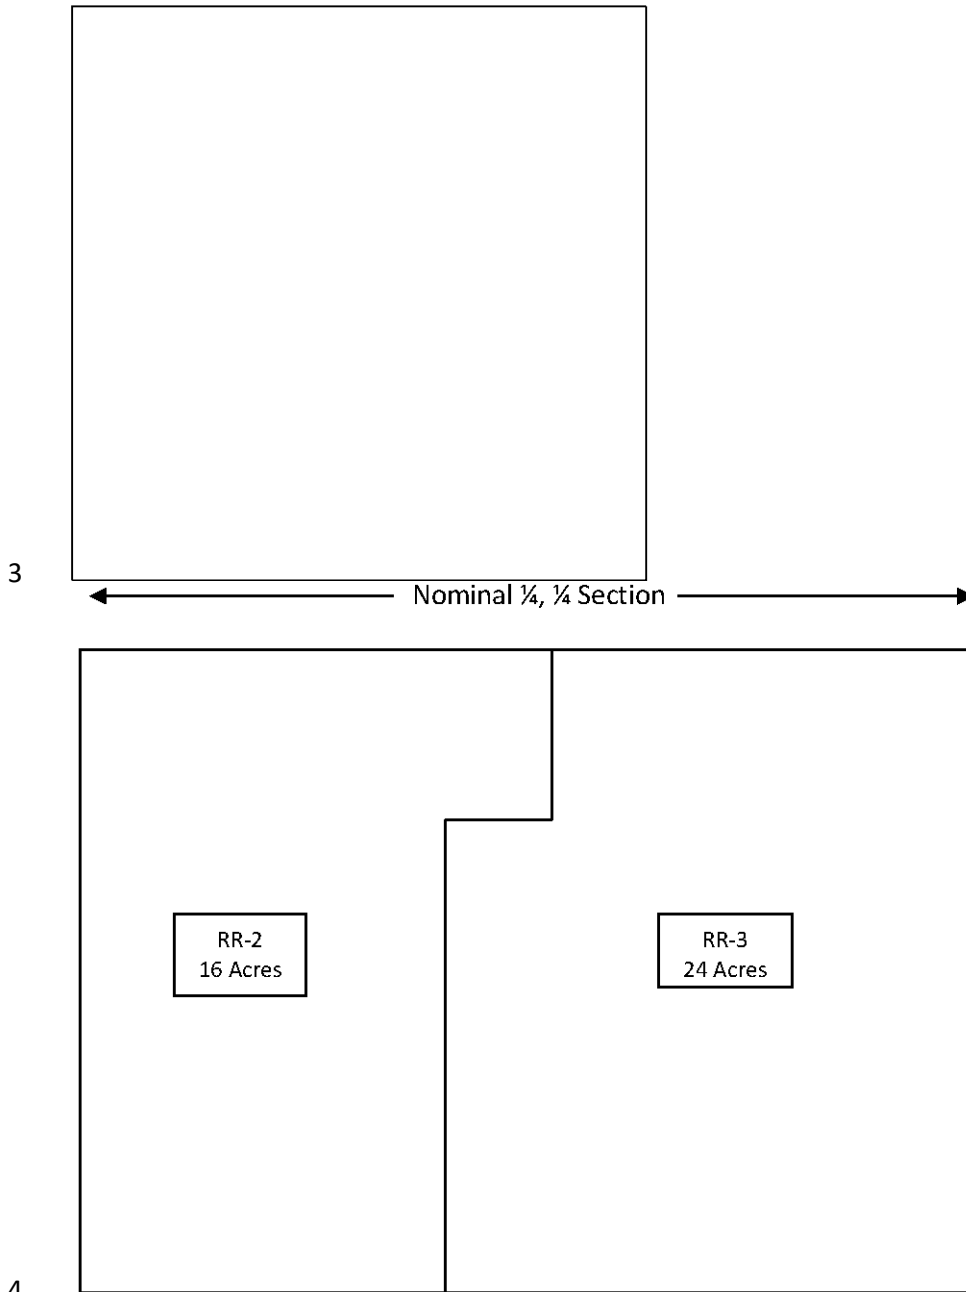 3
Nominal ¼, ¼ Section
RR-2
16 Acres
RR-3
24 Acres
4